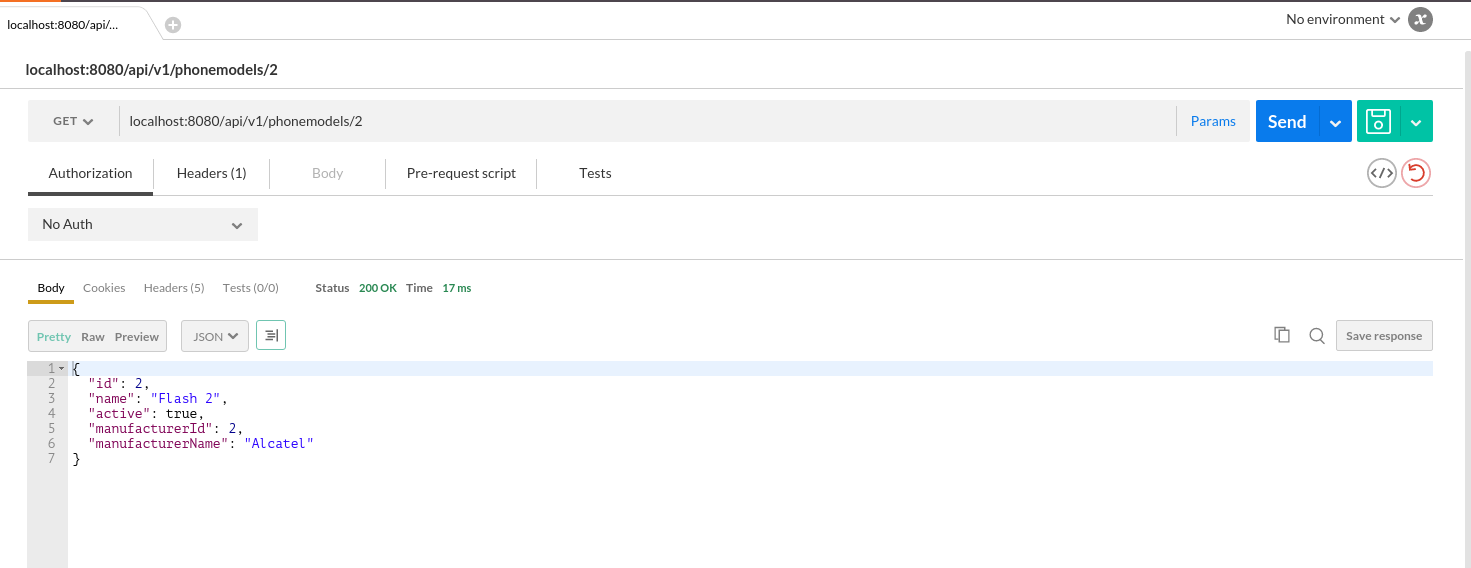 localhost:8080/api/...
No environment
localhost:8080/api/v1/phonemodels/2
GET localhost:8080/api/v1/phonemodels/2 Params Send
Authorization Headers (1) Body Pre-request script Tests
No Auth
Body Cookies Headers (5) Tests (0/0) Status 200 OK Time 17 ms
Pretty Raw Preview JSON Save response
1 {
2 "id": 2,
3 "name": "Flash 2",
4 "active": true,
5 "manufacturerId": 2,
6 "manufacturerName": "Alcatel"
7 }